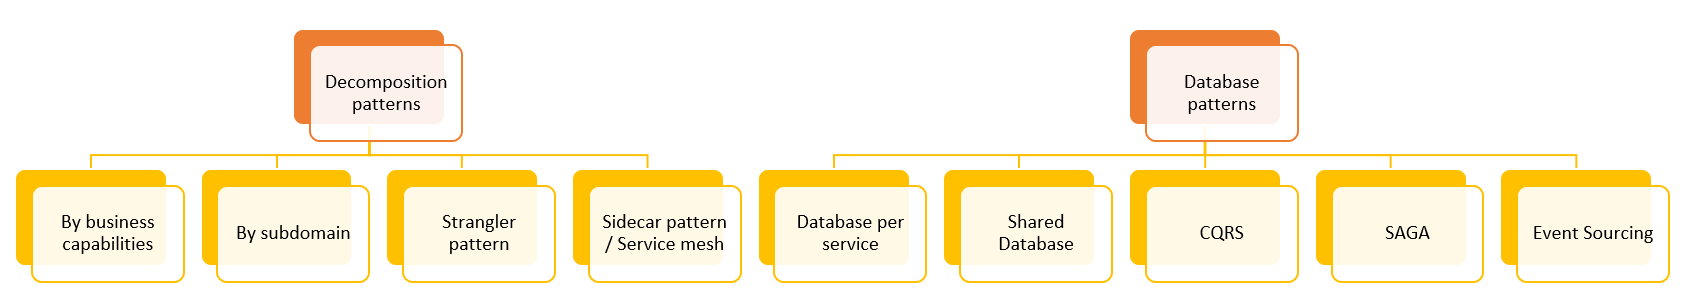 Decomposition
patterns
Database
patterns
By business
capabilities
By subdomain
Strangler
pattern
Sidecar pattern
/ Service mesh
Database per
service
Shared
Database
CQRS
SAGA
Event Sourcing